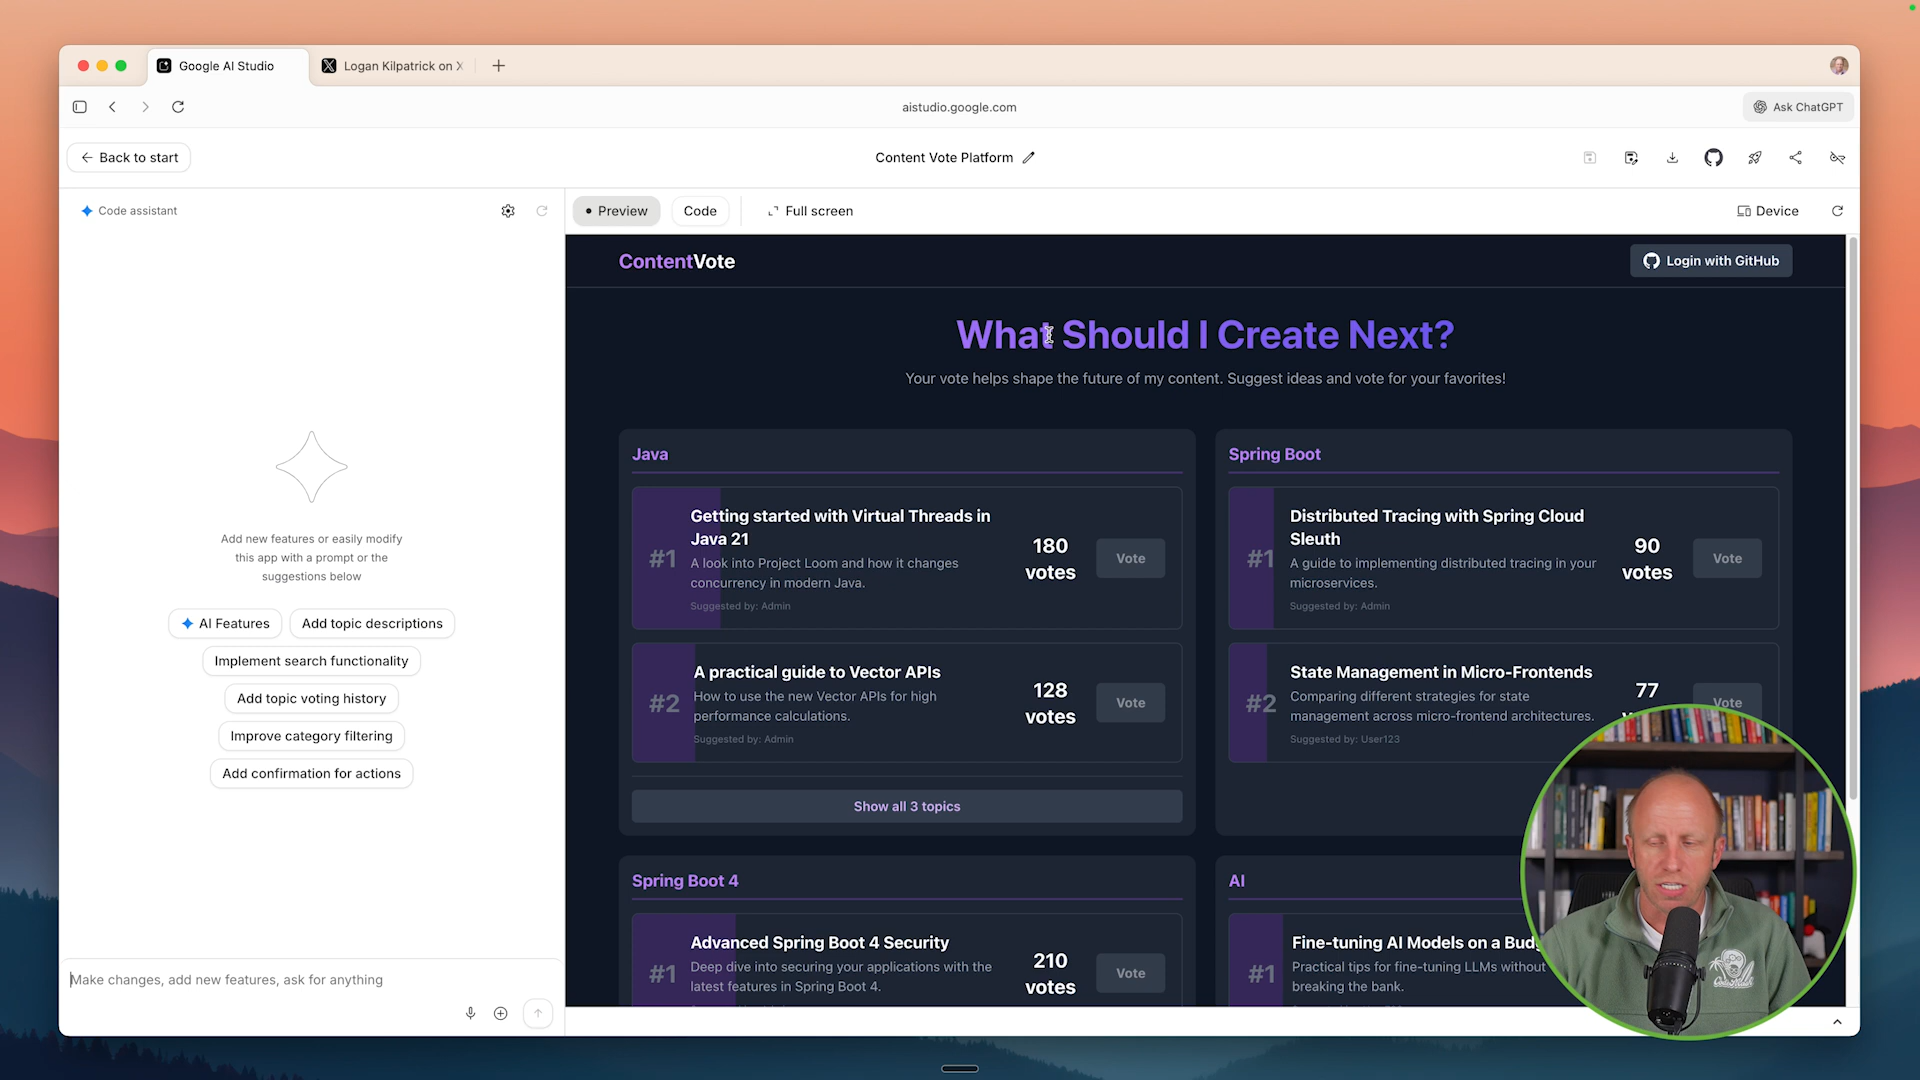 Google AI Studio
Logan Kilpatrick on X
aistudio.google.com
Ask ChatGPT
Back to start
Content Vote Platform
Code assistant
Preview
Code
Full screen
Device
ContentVote
Login with GitHub
What Should I Create Next?
Your vote helps shape the future of my content. Suggest ideas and vote for your favorites!
Java
#1
Getting started with Virtual Threads in
Java 21
A look into Project Loom and how it changes
concurrency in modern Java.
Suggested by: Admin
180
votes
Vote
#2
A practical guide to Vector APIs
How to use the new Vector APIs for high
performance calculations.
Suggested by: Admin
128
votes
Vote
Show all 3 topics
Spring Boot
#1
Distributed Tracing with Spring Cloud
Sleuth
A guide to implementing distributed tracing in your
microservices.
Suggested by: Admin
90
votes
Vote
#2
State Management in Micro-Frontends
Comparing different strategies for state
management across micro-frontend architectures.
Suggested by: User123
77
Vote
Spring Boot 4
#1
Advanced Spring Boot 4 Security
Deep dive into securing your applications with the
latest features in Spring Boot 4.
210
votes
Vote
AI
#1
Fine-tuning AI Models on a
Practical tips for fine-tuning LLMs without
breaking the bank.
Add new features or easily modify
this app with a prompt or the
suggestions below
AI Features
Add topic descriptions
Implement search functionality
Add topic voting history
Improve category filtering
Add confirmation for actions
Make changes, add new features, ask for anything